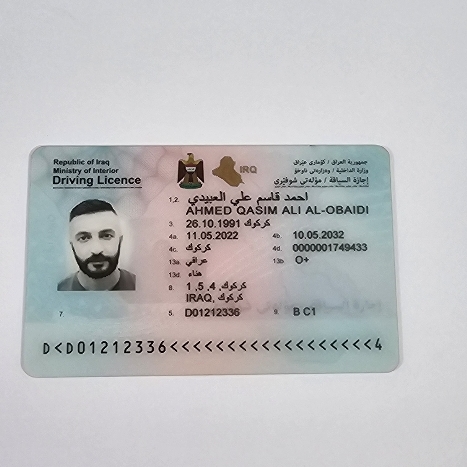 Republic of Iraq
Ministry of Interior
Driving Licence
IRQ
جمهورية العراق / كۆماری عێراق
وزارة الداخلية / وەزارەتی ناوخۆ
إجازة السياقة / مۆڵەتی شوفێری
1,2. احمد قاسم علي العبيدي
AHMED QASIM ALI AL-OBAIDI
3. 26.10.1991 كركوك
4a. 11.05.2022 4b. 10.05.2032
4c. كركوك 4d. 0000001749433
13a. عراقي 13b. O+
13d. هناء
8. كركوك, 4, 5, 1
IRAQ, كركوك
7. 5. D01212336 9. B C1
D<D01212336<<<<<<<<<<<<<<<<<<4